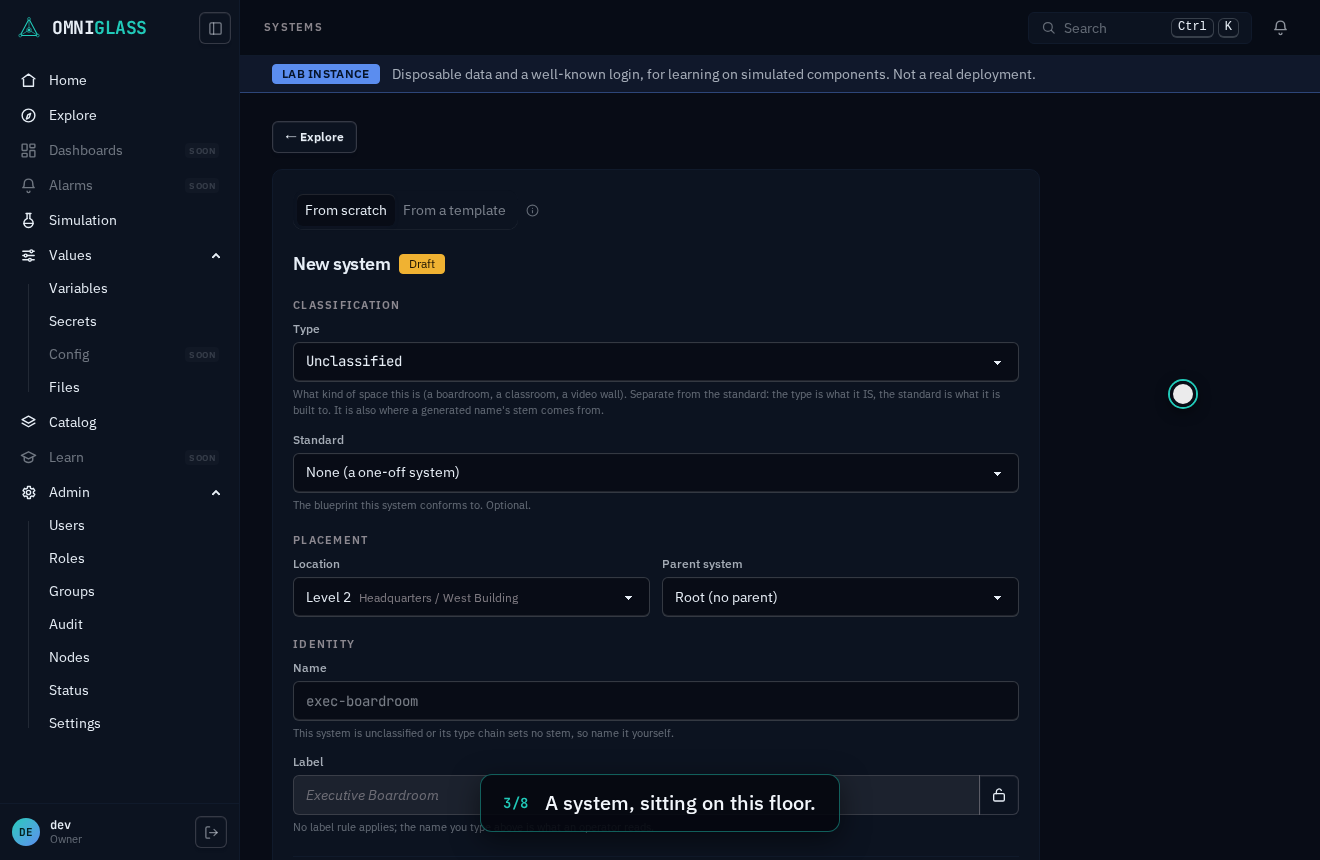 OMNIGLASS
SYSTEMS
Search
Ctrl
K
LAB INSTANCE
Disposable data and a well-known login, for learning on simulated components. Not a real deployment.
Home
Explore
Dashboards
SOON
Alarms
SOON
Simulation
Values
Variables
Secrets
Config
SOON
Files
Catalog
Learn
SOON
Admin
Users
Roles
Groups
Audit
Nodes
Status
Settings
DE
dev
Owner
← Explore
From scratch
From a template
New system
Draft
CLASSIFICATION
Type
Unclassified
What kind of space this is (a boardroom, a classroom, a video wall). Separate from the standard: the type is what it IS, the standard is what it is
built to. It is also where a generated name's stem comes from.
Standard
None (a one-off system)
The blueprint this system conforms to. Optional.
PLACEMENT
Location
Parent system
Level 2 Headquarters / West Building
Root (no parent)
IDENTITY
Name
exec-boardroom
This system is unclassified or its type chain sets no stem, so name it yourself.
Label
Executive Boardroom
No label rule applies; the name you typ
3/8 A system, sitting on this floor.